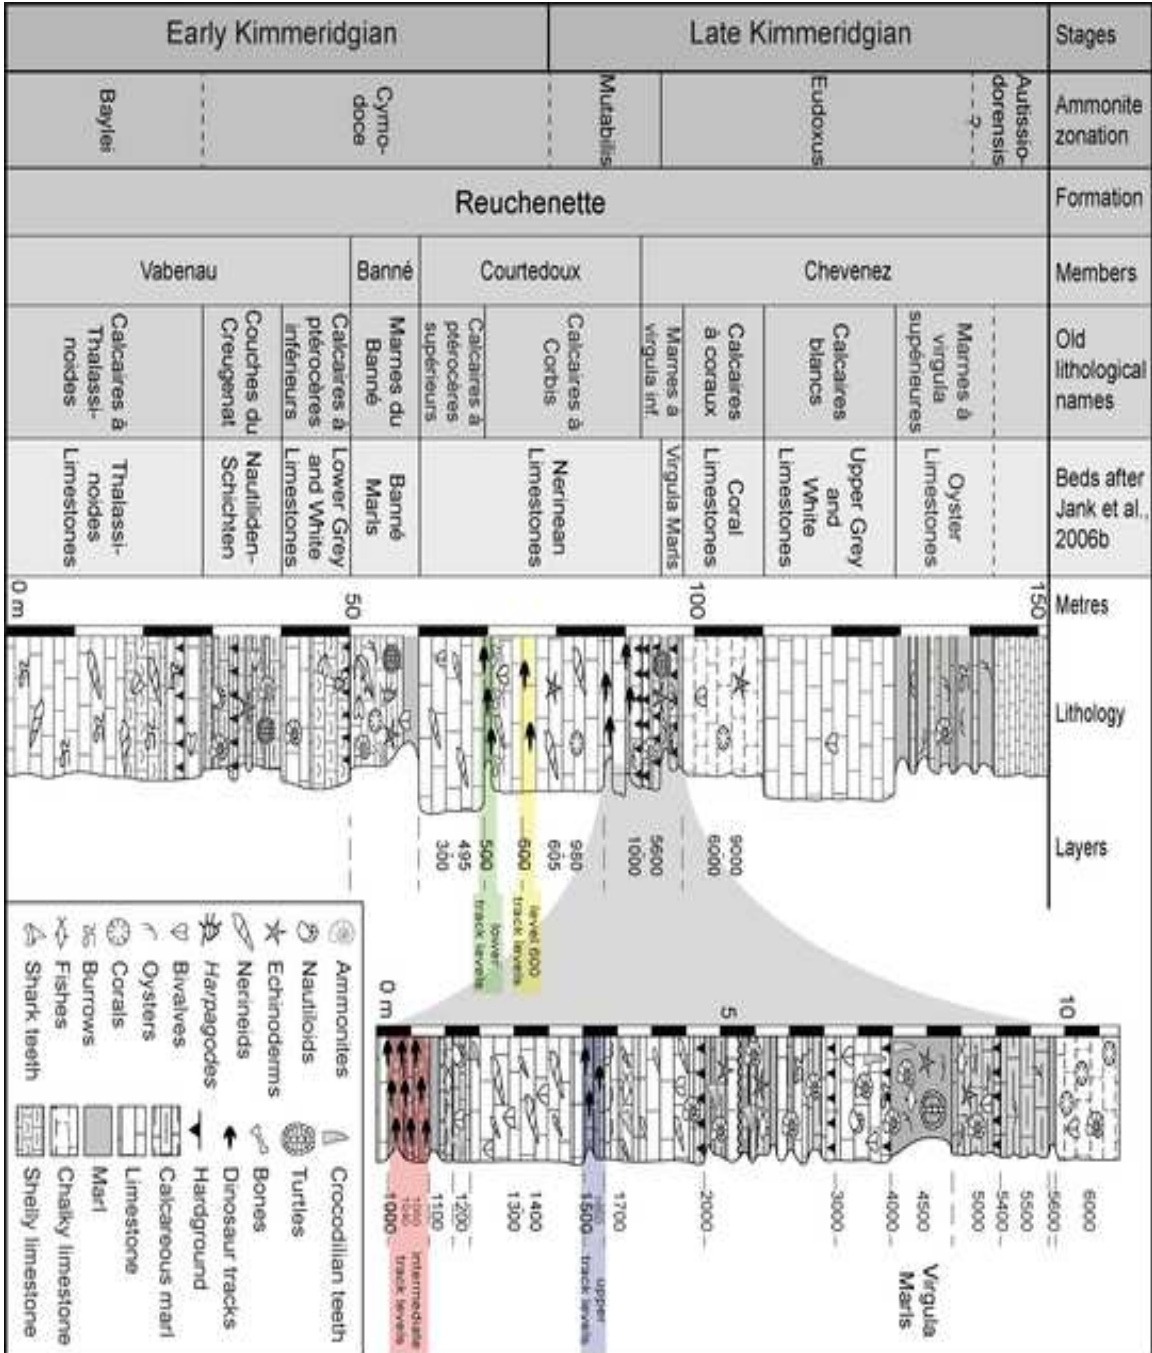 Early Kimmeridgian
Late Kimmeridgian
Stages
Baylei
Cymo-
doce
Mutabilis
Eudoxus
?
Autissio-
dorensis
Ammonite
zonation
Reuchenette
Formation
Vabenau
Banné
Courtedoux
Chevenez
Members
Calcaires à
Thalassi-
noides
Couches du
Creugenat
Calcaires à
ptérocères
inférieurs
Marnes du
Banné
Calcaires à
ptérocères
supérieurs
Calcaires à
Corbis
Marnes à
virgula inf.
Calcaires
à coraux
Calcaires
blancs
Marnes à
virgula
supérieures
Old
lithological
names
Thalassi-
noides
Limestones
Nautiliden-
Schichten
Lower Grey
and White
Limestones
Banné
Marls
Nerinean
Limestones
Virgula Marls
Coral
Limestones
Upper Grey
and
White
Limestones
Oyster
Limestones
Beds after
Jank et al.,
2006b
0 m
50
100
150
Metres
Lithology
300
495
500
600
605
980
1000
5600
6000
9000
Layers
lower
track levels
level 600
track levels
0 m
5
10
1000
1100
1200
1300
1400
1500
1700
2000
3000
4000
4500
5000
5400
5500
5600
6000
intermediate
track levels
upper
track levels
Virgula
Marls
Ammonites
Nautiloids
Echinoderms
Nerineids
Harpagodes
Bivalves
Oysters
Corals
Burrows
Fishes
Shark teeth
Crocodilian teeth
Turtles
Bones
Dinosaur tracks
Hardground
Calcareous marl
Limestone
Marl
Chalky limestone
Shelly limestone